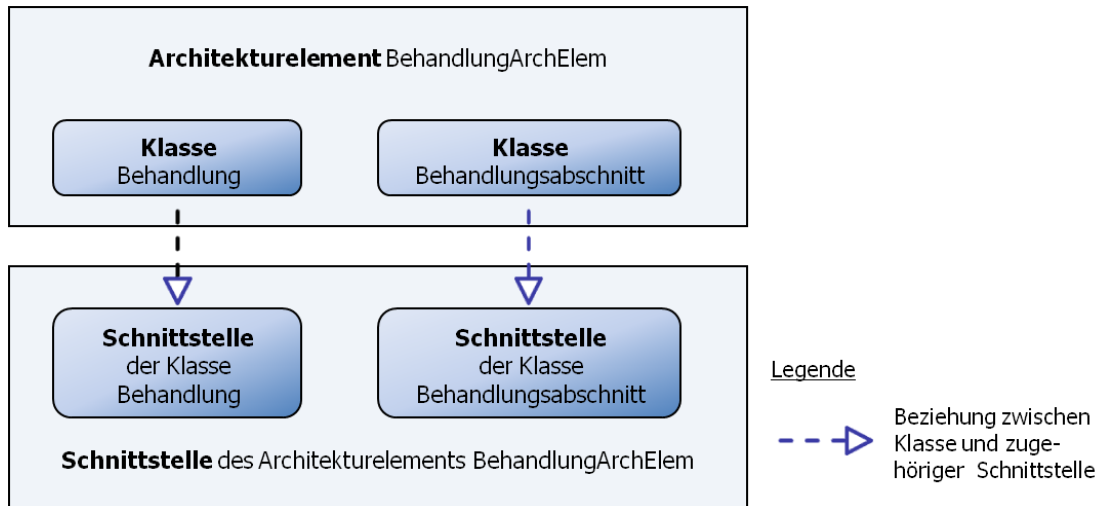 Architekturelement BehandlungArchElem
Klasse
Behandlung
Klasse
Behandlungsabschnitt
Schnittstelle
der Klasse
Behandlung
Schnittstelle
der Klasse
Behandlungsabschnitt
Schnittstelle des Architekturelements BehandlungArchElem
Legende
Beziehung zwischen
Klasse und zuge-
höriger Schnittstelle